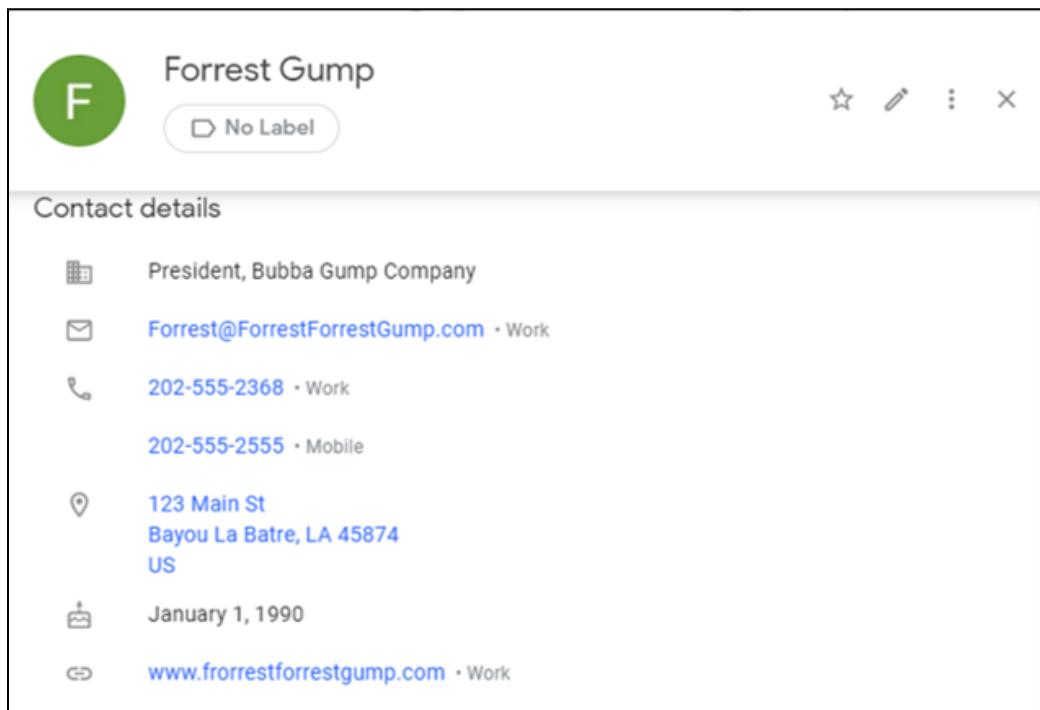 F
Forrest Gump
No Label
Contact details
President, Bubba Gump Company
Forrest@ForrestForrestGump.com • Work
202-555-2368 • Work
202-555-2555 • Mobile
123 Main St
Bayou La Batre, LA 45874
US
January 1, 1990
www.frorrestforrestgump.com • Work